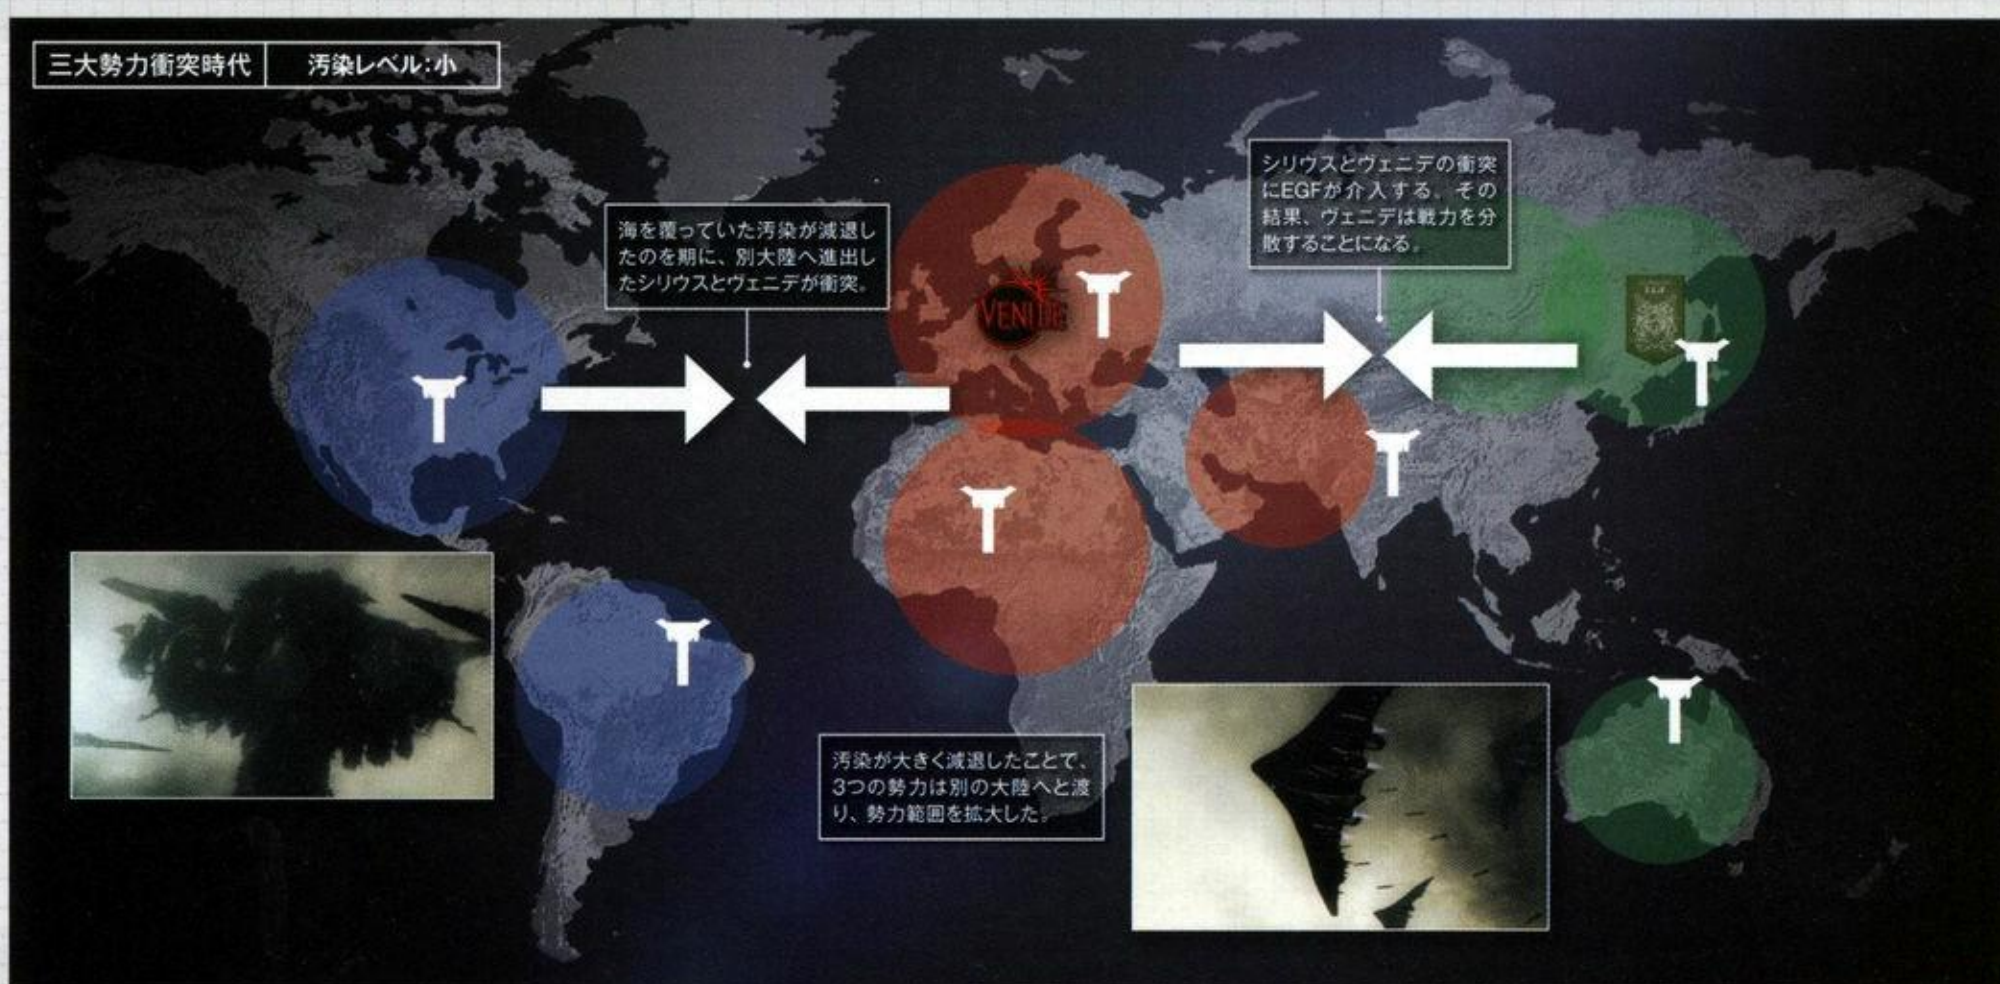 三大勢力衝突時代
汚染レベル:小
海を覆っていた汚染が減退し
たのを期に、別大陸へ進出し
たシリウスとヴェニデが衝突。
シリウスとヴェニデの衝突
にEGFが介入する。その
結果、ヴェニデは戦力を分
散することになる。
VENIDE
汚染が大きく減退したことで、
3つの勢力は別の大陸へと渡
り、勢力範囲を拡大した。